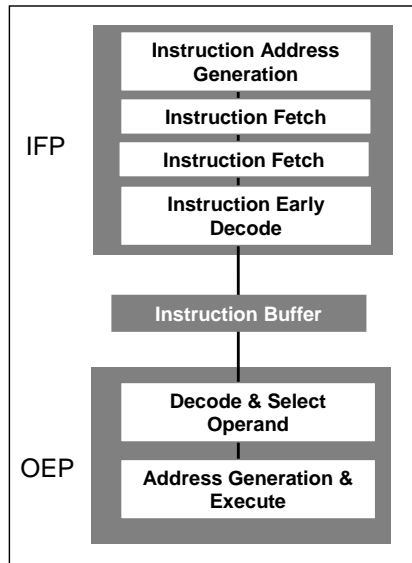 Instruction Address
Generation
Instruction Fetch
IFP
Instruction Fetch
Instruction Early
Decode
Instruction Buffer
Decode & Select
Operand
OEP
Address Generation &
Execute